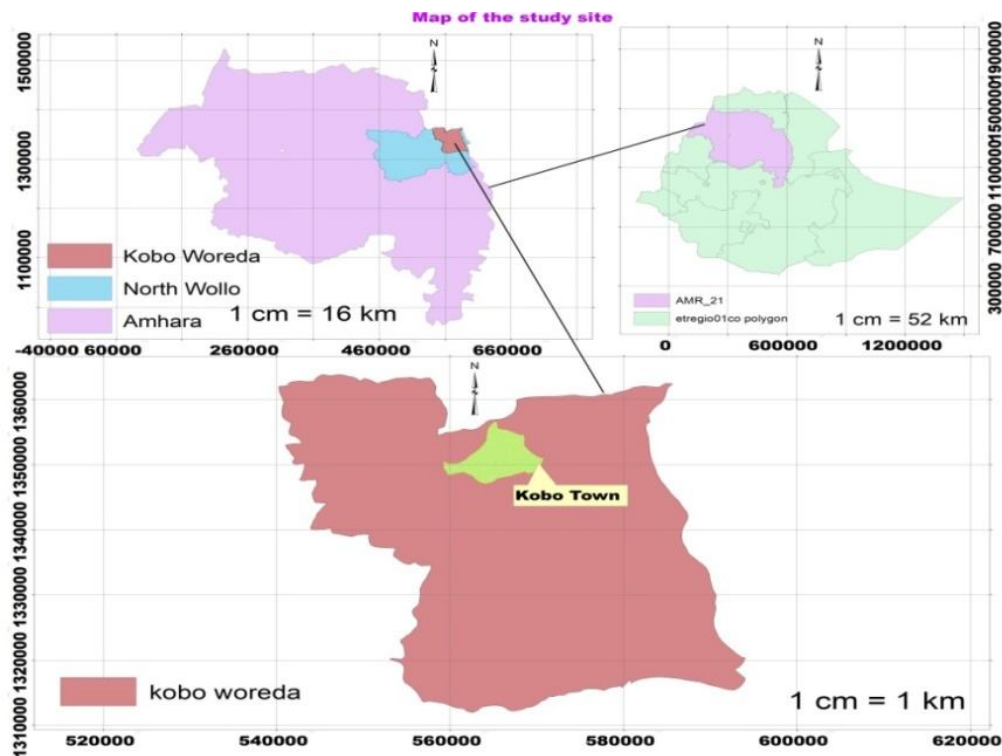 Map of the study site
N
1500000
1300000
1100000
Kobo Woreda
North Wollo
Amhara
1 cm = 16 km
-40000 60000 260000 460000 660000
N
1900000
1500000
1100000
700000
300000
AMR_21
etregio01co polygon
1 cm = 52 km
0 600000 1200000
N
1360000
1350000
1340000
1330000
1320000
1310000
Kobo Town
kobo woreda
1 cm = 1 km
520000 540000 560000 580000 600000 620000